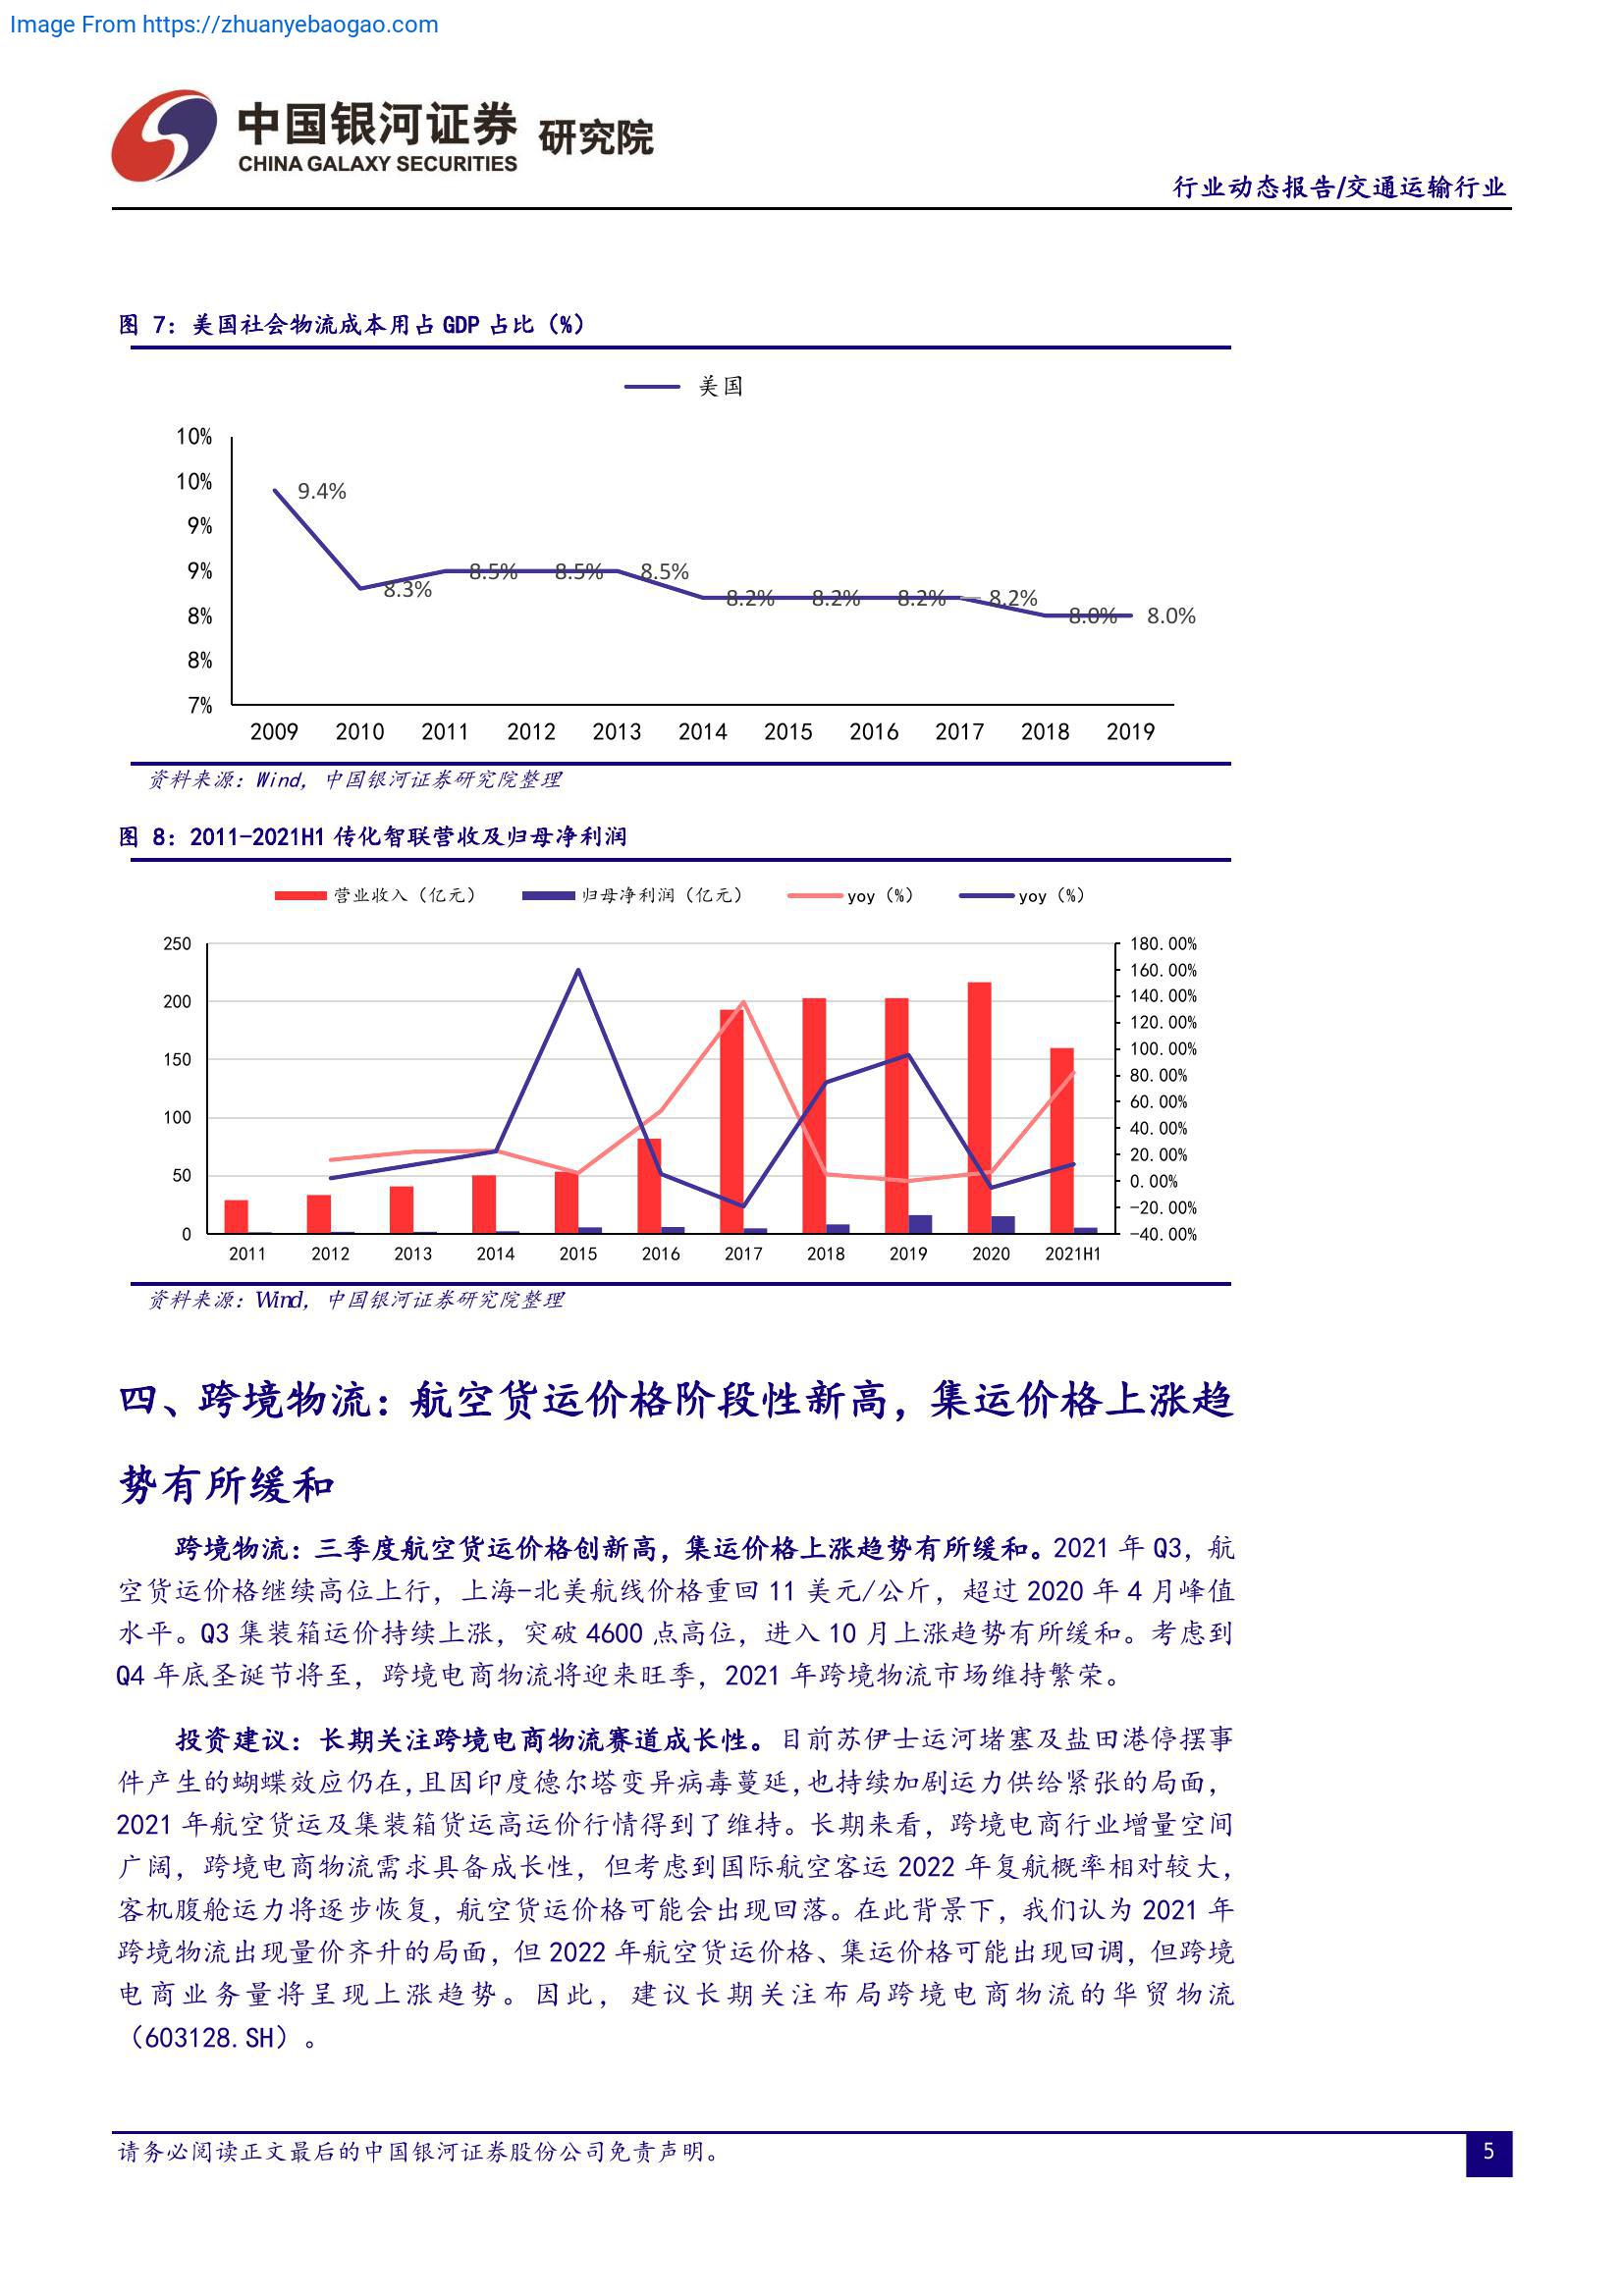 Image From https://zhuanyebaogao.com
中国银河证券 研究院
CHINA GALAXY SECURITIES
行业动态报告/交通运输行业
图 7：美国社会物流成本用占 GDP 占比（%）
美国
10%
10%
9%
9%
8%
8%
7%
9.4%
8.3%
8.5%
8.5%
8.5%
8.2%
8.2%
8.2%
8.2%
8.0%
8.0%
2009 2010 2011 2012 2013 2014 2015 2016 2017 2018 2019
资料来源：Wind，中国银河证券研究院整理
图 8：2011-2021H1 传化智联营收及归母净利润
营业收入（亿元） 归母净利润（亿元） yoy（%） yoy（%）
250
200
150
100
50
0
180.00%
160.00%
140.00%
120.00%
100.00%
80.00%
60.00%
40.00%
20.00%
0.00%
-20.00%
-40.00%
2011 2012 2013 2014 2015 2016 2017 2018 2019 2020 2021H1
资料来源：Wind，中国银河证券研究院整理
四、跨境物流：航空货运价格阶段性新高，集运价格上涨趋
势有所缓和
跨境物流：三季度航空货运价格创新高，集运价格上涨趋势有所缓和。2021 年 Q3，航
空货运价格继续高位上行，上海-北美航线价格重回 11 美元/公斤，超过 2020 年 4 月峰值
水平。Q3 集装箱运价持续上涨，突破 4600 点高位，进入 10 月上涨趋势有所缓和。考虑到
Q4 年底圣诞节将至，跨境电商物流将迎来旺季，2021 年跨境物流市场维持繁荣。
投资建议：长期关注跨境电商物流赛道成长性。目前苏伊士运河堵塞及盐田港停摆事
件产生的蝴蝶效应仍在，且因印度德尔塔变异病毒蔓延，也持续加剧运力供给紧张的局面，
2021 年航空货运及集装箱货运高运价行情得到了维持。长期来看，跨境电商行业增量空间
广阔，跨境电商物流需求具备成长性，但考虑到国际航空客运 2022 年复航概率相对较大，
客机腹舱运力将逐步恢复，航空货运价格可能会出现回落。在此背景下，我们认为 2021 年
跨境物流出现量价齐升的局面，但 2022 年航空货运价格、集运价格可能出现回调，但跨境
电商业务量将呈现上涨趋势。因此，建议长期关注布局跨境电商物流的华贸物流
（603128.SH）。
请务必阅读正文最后的中国银河证券股份公司免责声明。
5